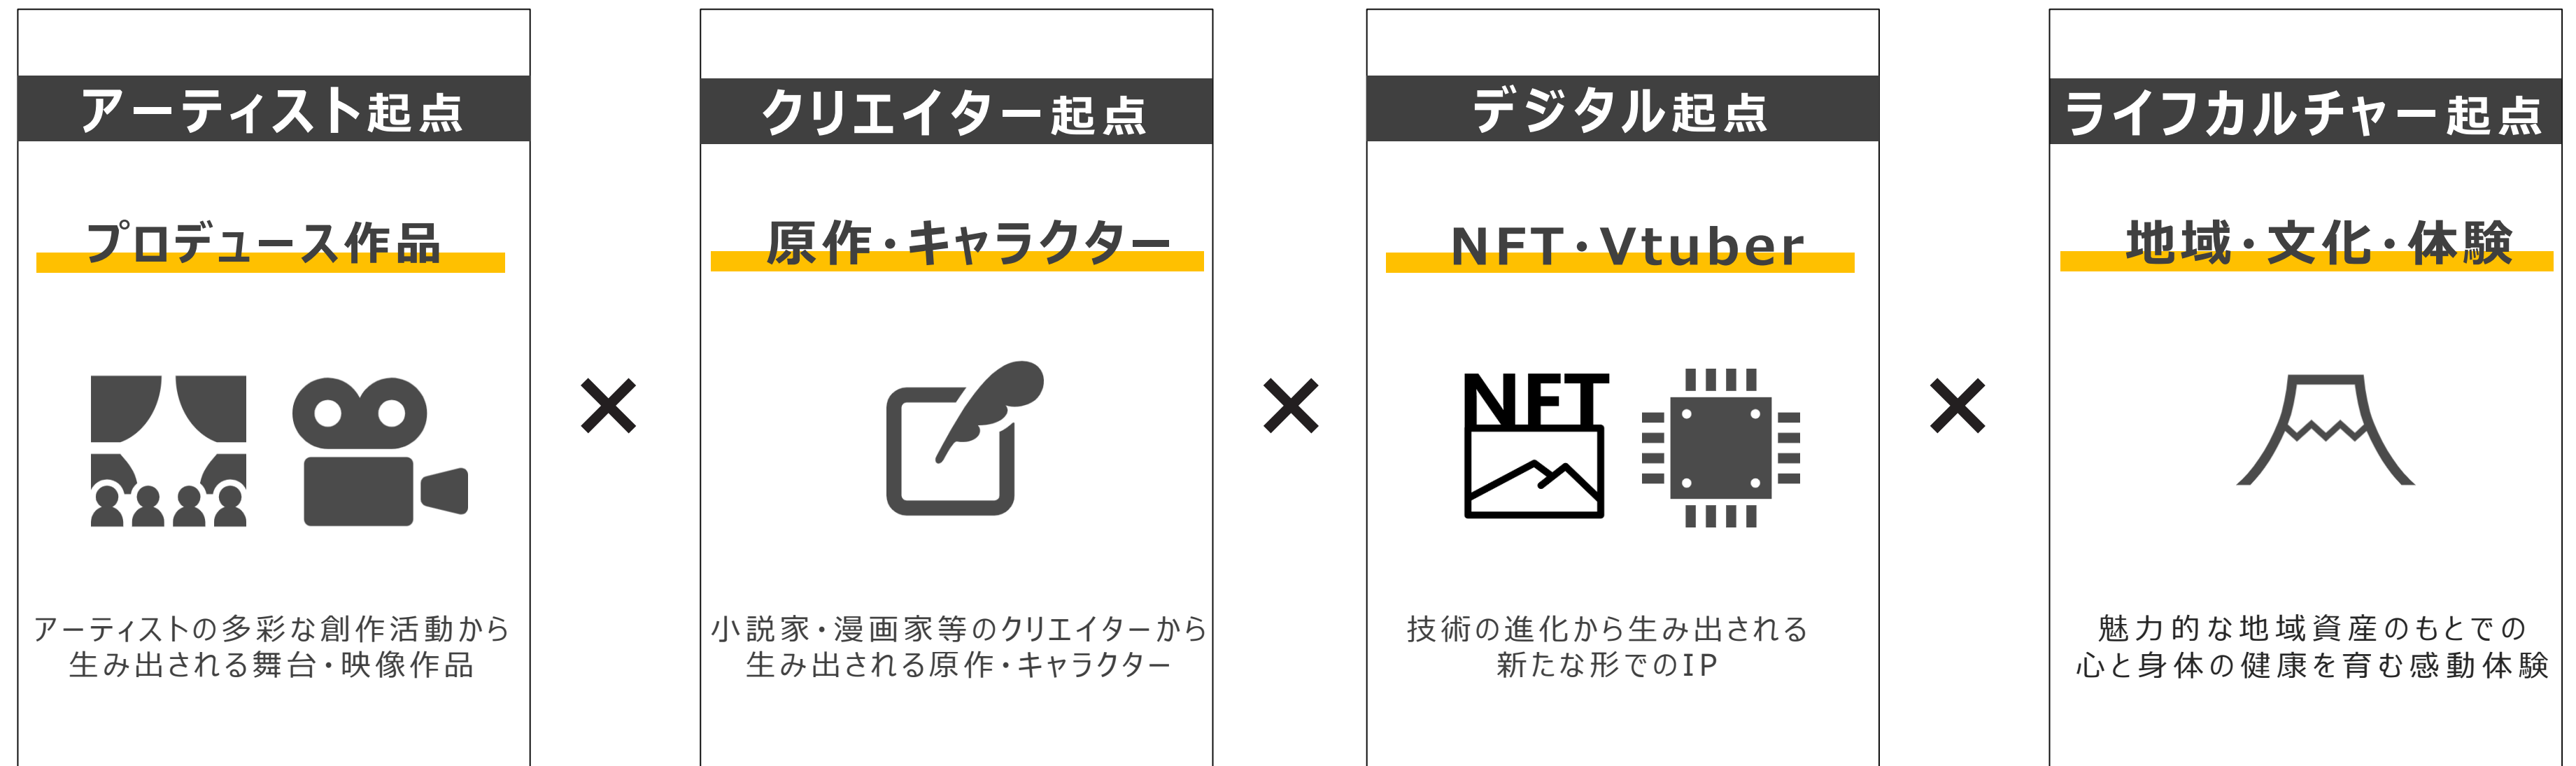 アーティスト起点
プロデュース作品
アーティストの多彩な創作活動から
生み出される舞台・映像作品
×
クリエイター起点
原作・キャラクター
小説家・漫画家等のクリエイターから
生み出される原作・キャラクター
×
デジタル起点
NFT・Vtuber
NFT
技術の進化から生み出される
新たな形でのIP
×
ライフカルチャー起点
地域・文化・体験
魅力的な地域資産のもとでの
心と身体の健康を育む感動体験